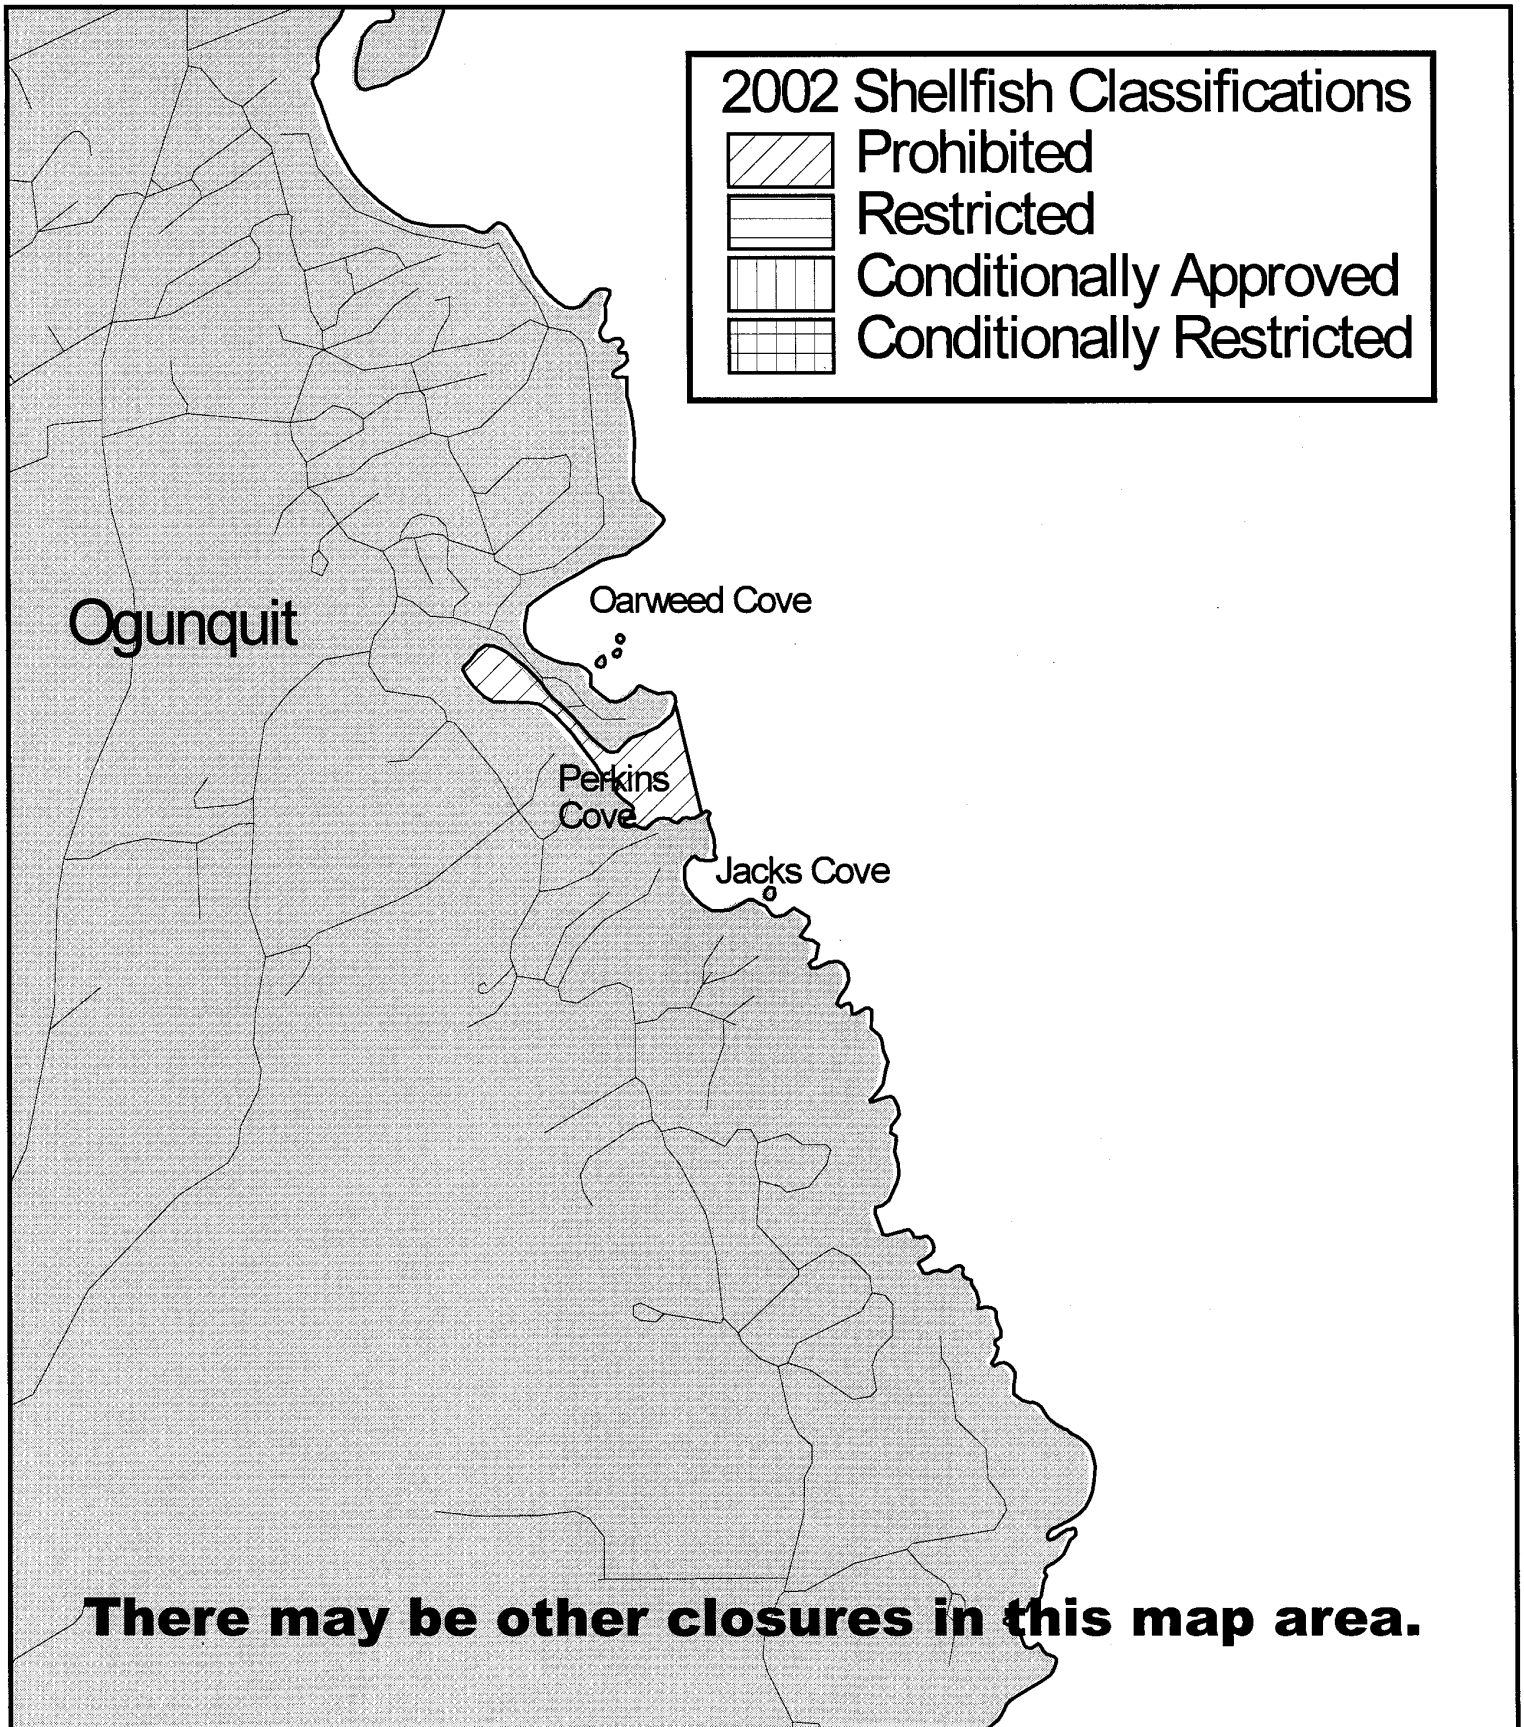 2002 Shellfish Classifications
Prohibited
Restricted
Conditionally Approved
Conditionally Restricted
Oarweed Cove
Ogunquit
Perkins
Cove
Jacks Cove
There may be other closures in this map area.